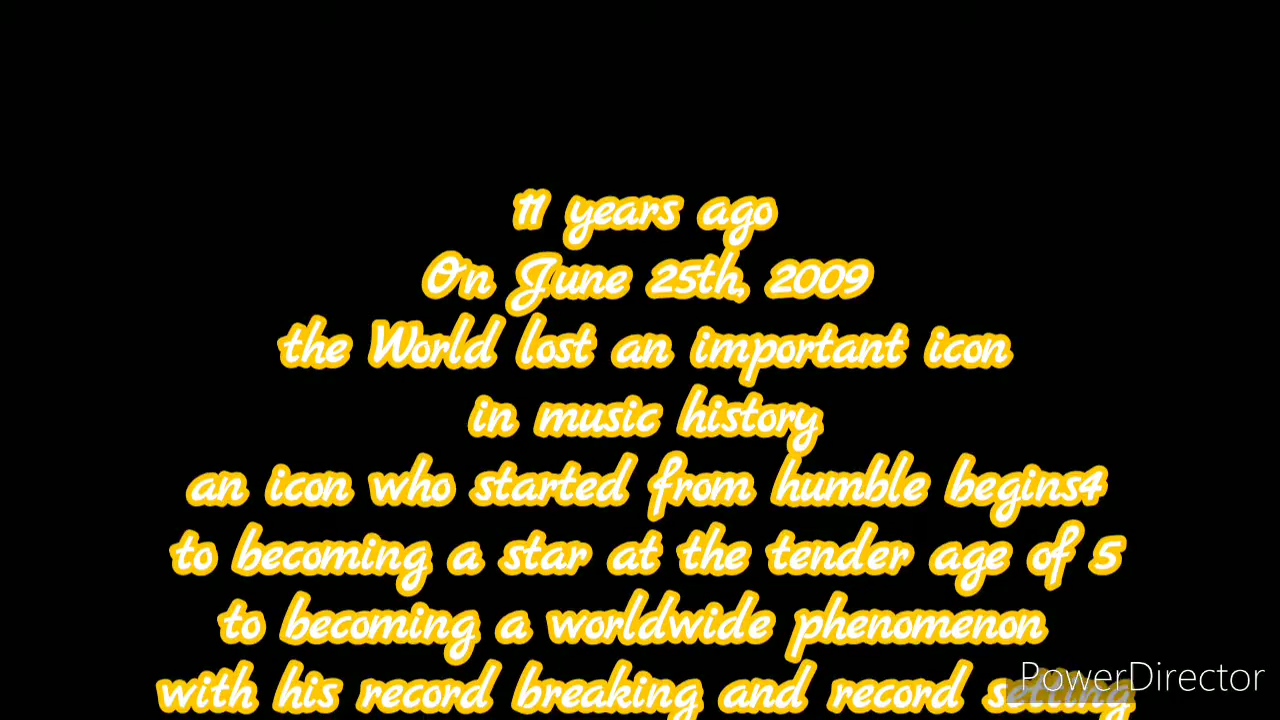 11 years ago
On June 25th, 2009
the World lost an important icon
in music history
an icon who started from humble begins4
to becoming a star at the tender age of 5
to becoming a worldwide phenomenon
with his record breaking and record setting
PowerDirector